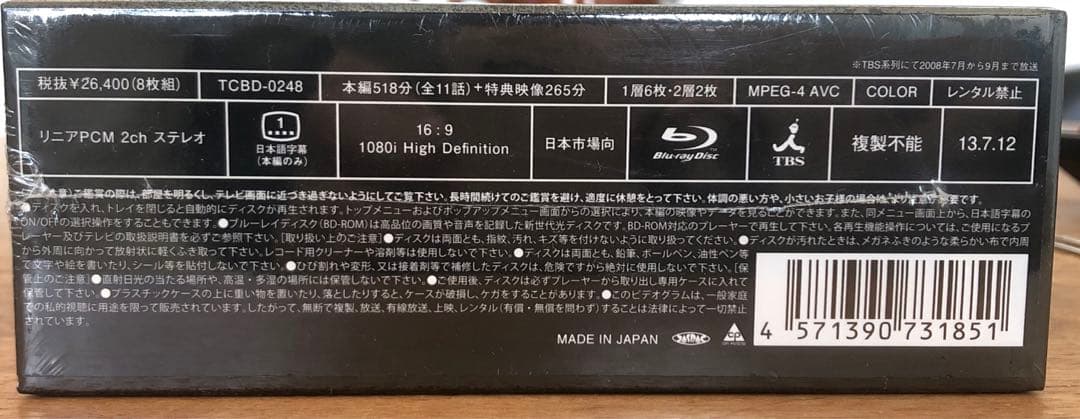 ※TBS系列にて2008年7月から9月まで放送
税抜￥26,400(8枚組) TCBD-0248 本編518分(全11話)+特典映像265分 1層6枚・2層2枚 MPEG-4 AVC COLOR レンタル禁止
リニアPCM 2ch ステレオ
1
日本語字幕
(本編のみ)
16：9
1080i High Definition
日本市場向
Blu-ray Disc
TBS
複製不能
13.7.12
ご鑑賞の際は、部屋を明るくし、テレビ画面に近づき過ぎないようにしてご覧下さい。長時間続けてのご鑑賞を避け、適度に休憩をとって下さい。体調の悪い方や、小さいお子様の場合は
●ディスクを入れ、トレイを閉じると自動的にディスクが再生されます。トップメニューおよびポップアップメニュー画面からの選択により、本編の映像やデータを見ることができます。また、同メニュー画面上から、日本語字幕の
ON/OFFの選択操作をすることもできます。●ブルーレイディスク(BD-ROM)は高品位の画質や音声を記録した新世代光ディスクです。BD-ROM対応のプレーヤーで再生して下さい。各再生機能操作については、ご使用になるプ
レーヤー及びテレビの取扱説明書を必ずご参照下さい。[取り扱い上のご注意]●ディスクは両面とも、指紋、汚れ、キズ等を付けないように取り扱ってください。●ディスクが汚れたときは、メガネふきのような柔らかい布で内周
から外周に向かって放射状に軽くふき取って下さい。レコード用クリーナーや溶剤等は使用しないで下さい。●ディスクは両面とも、鉛筆、ボールペン、油性ペン等
で文字や絵を書いたり、シール等を貼付しないで下さい。●ひび割れや変形、又は接着剤等で補修したディスクは、危険ですから絶対に使用しないで下さい。[保
管上のご注意]●直射日光の当たる場所や、高温・多湿の場所には保管しないで下さい。●ご使用後、ディスクは必ずプレーヤーから取り出し専用ケースに入れて
保管して下さい。●プラスチックケースの上に重い物を置いたり、落としたりすると、ケースが破損し、ケガをすることがあります。●このビデオグラムは、一般家庭
での私的視聴に用途を限って販売されています。したがって、無断で複製、放送、有線放送、上映、レンタル(有償・無償を問わず)することは法律によって一切禁止
されています。
MADE IN JAPAN
4 571390 731851